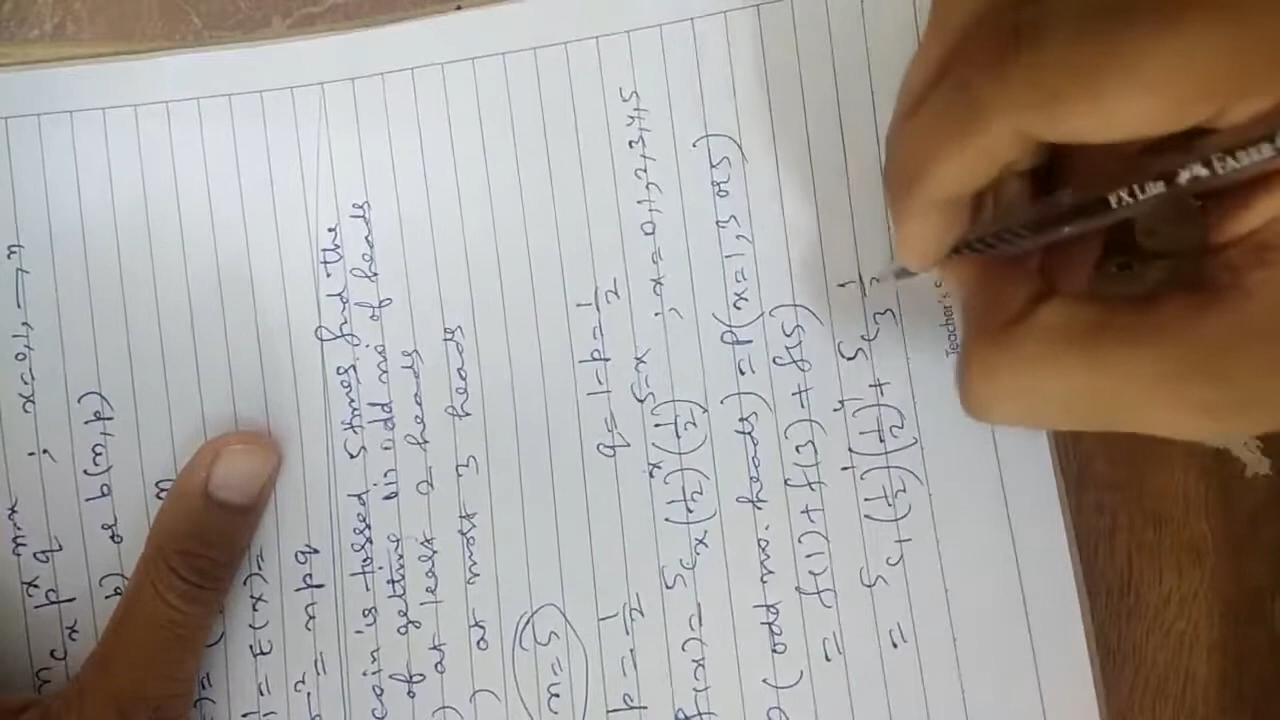 ⁿCₓ pˣ qⁿ⁻ˣ ; x=0,1,—,n
or b(n,p)
= E(x) =
= npq
coin is tossed 5 times find the
of getting (i) odd no of heads
at least 2 heads
at most 3 heads
n=5
p = 1/2 q = 1-p = 1/2
f(x) = ⁵Cₓ (1/2)ˣ (1/2)⁵⁻ˣ ; x=0,1,2,3,4,5
(odd no. heads) = P(x=1,3 or 5)
= f(1) + f(3) + f(5)
= ⁵C₁ (1/2)¹ (1/2)⁴ + ⁵C₃ 1/2
Teacher's
FX Lite FABER